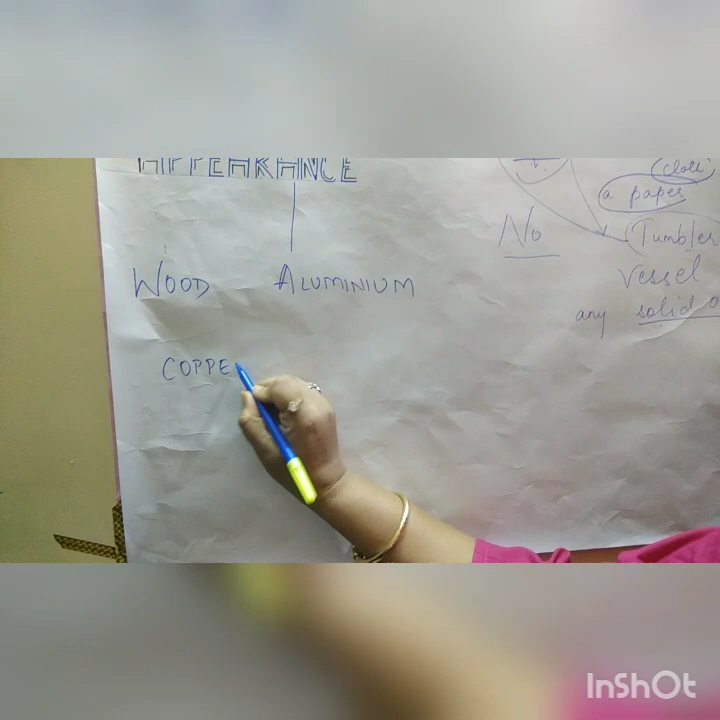 APPEARANCE
WOOD ALUMINIUM
COPPE
(cloth)
a paper
No
Tumbler
Vessel
any solid o
InShOt